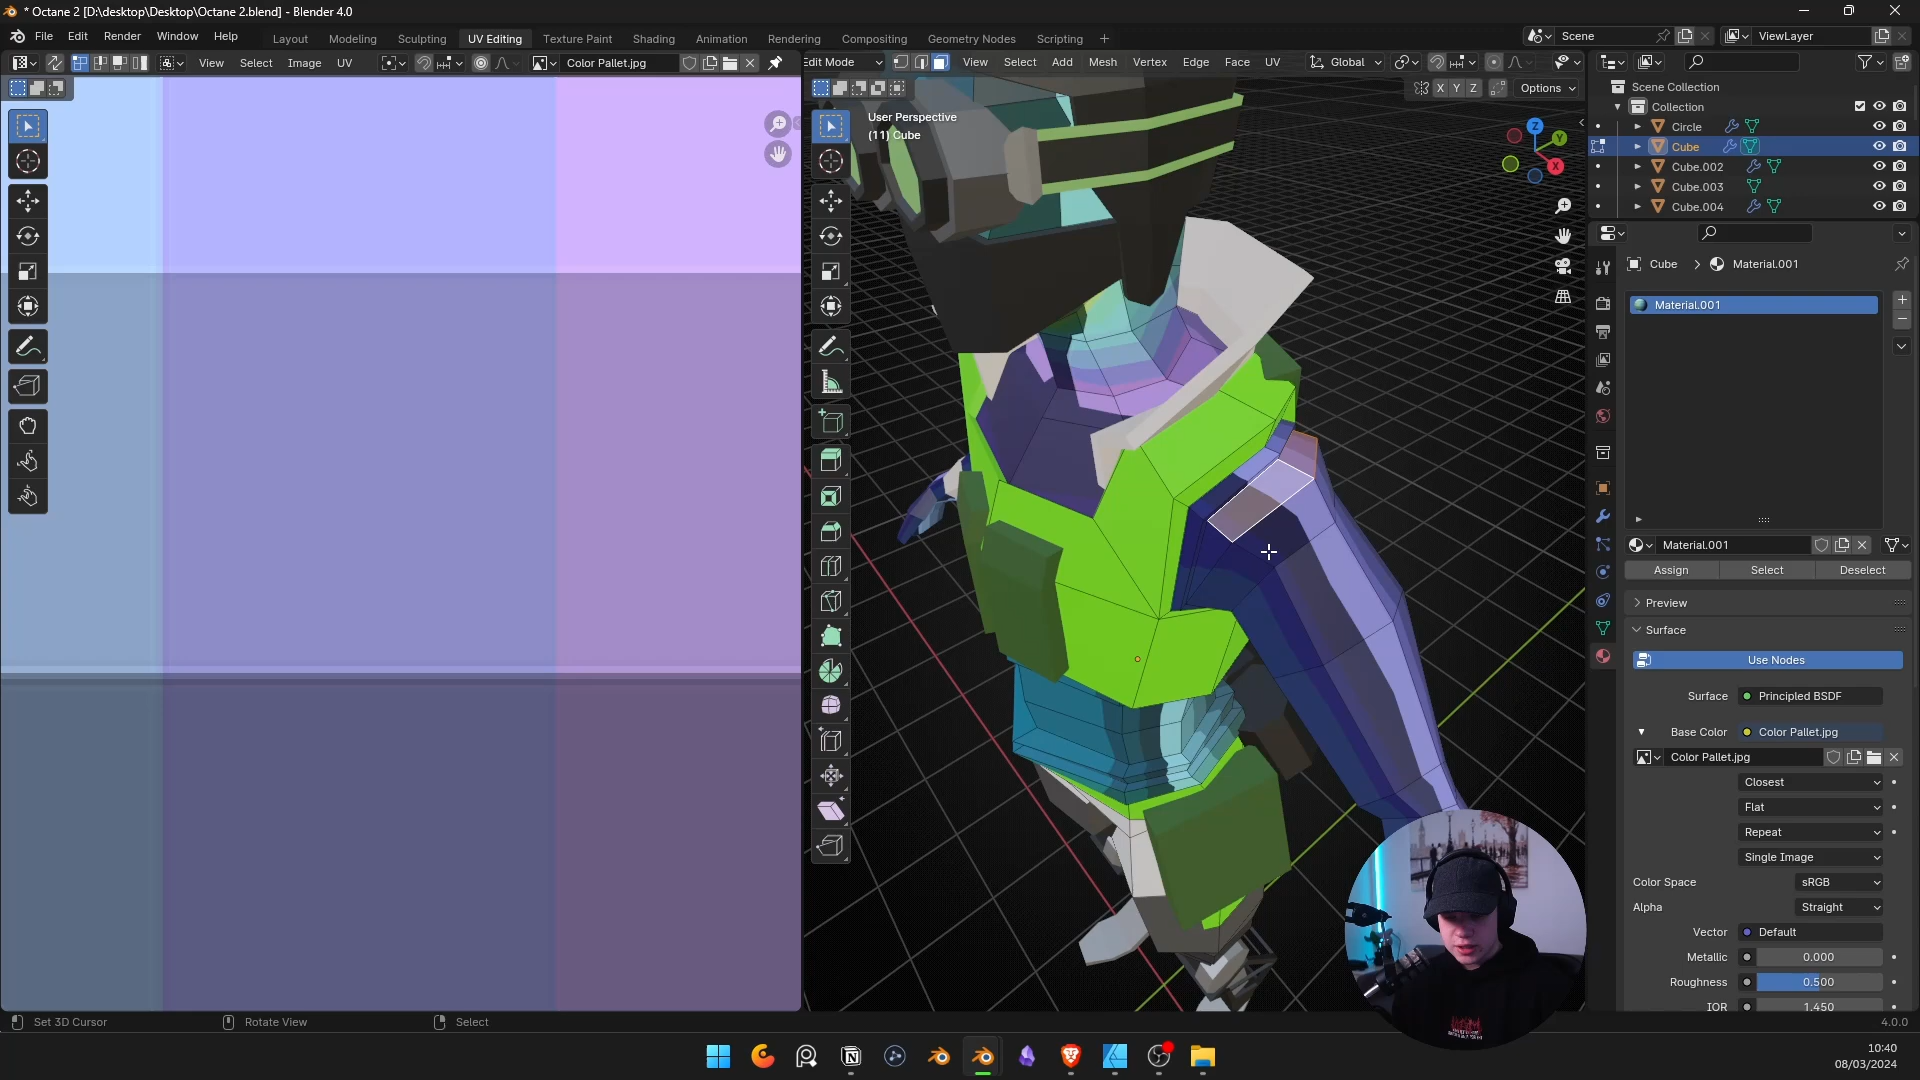 * Octane 2 [D:\desktop\Desktop\Octane 2.blend] - Blender 4.0
File Edit Render Window Help
Layout Modeling Sculpting UV Editing Texture Paint Shading Animation Rendering Compositing Geometry Nodes Scripting +
Scene
ViewLayer
View Select Image UV
Color Pallet.jpg
Edit Mode
View Select Add Mesh Vertex Edge Face UV
Global
X Y Z
Options
User Perspective
(11) Cube
Z
Y
X
Scene Collection
Collection
Circle
Cube
Cube.002
Cube.003
Cube.004
Cube > Material.001
Material.001
Material.001
Assign Select Deselect
Preview
Surface
Use Nodes
Surface Principled BSDF
Base Color Color Pallet.jpg
Color Pallet.jpg
Closest
Flat
Repeat
Single Image
Color Space sRGB
Alpha Straight
Vector Default
Metallic 0.000
Roughness 0.500
IOR 1.450
Set 3D Cursor Rotate View Select
4.0.0
10:40
08/03/2024